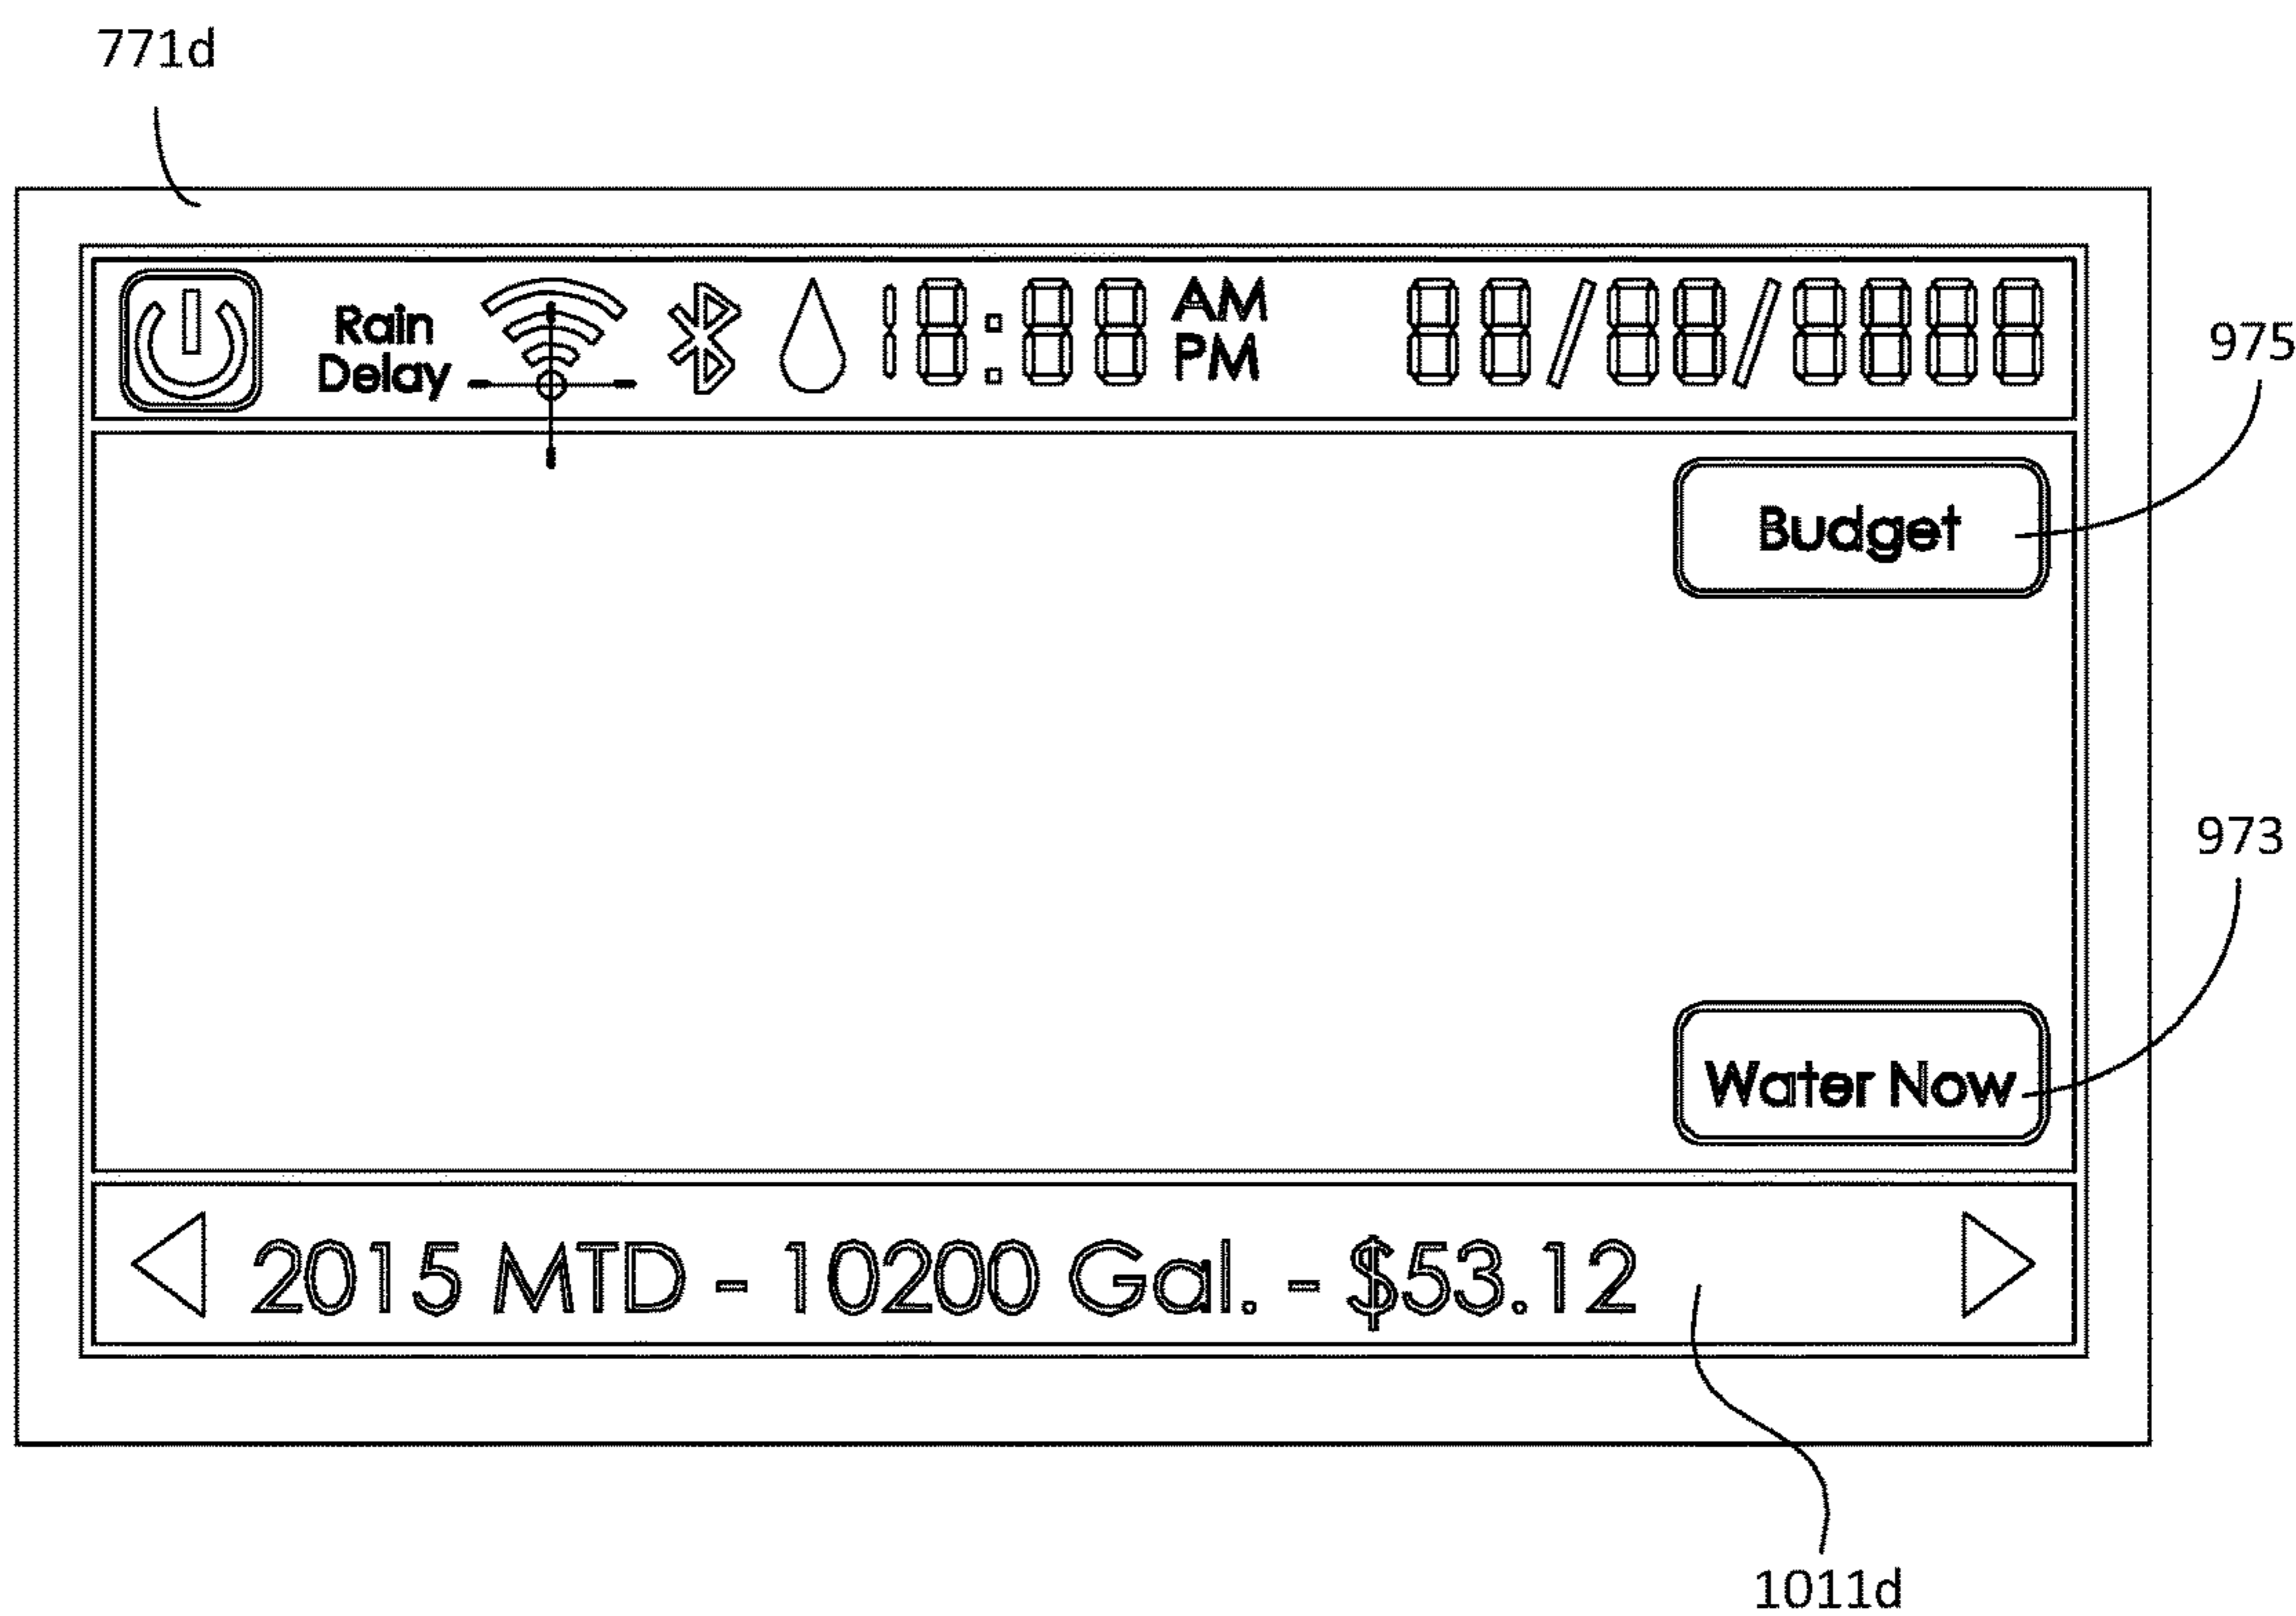 771d
Rain
Delay
18:88
AM
PM
88/88/8888
975
Budget
973
Water Now
2015 MTD - 10200 Gal. - $53.12
1011d